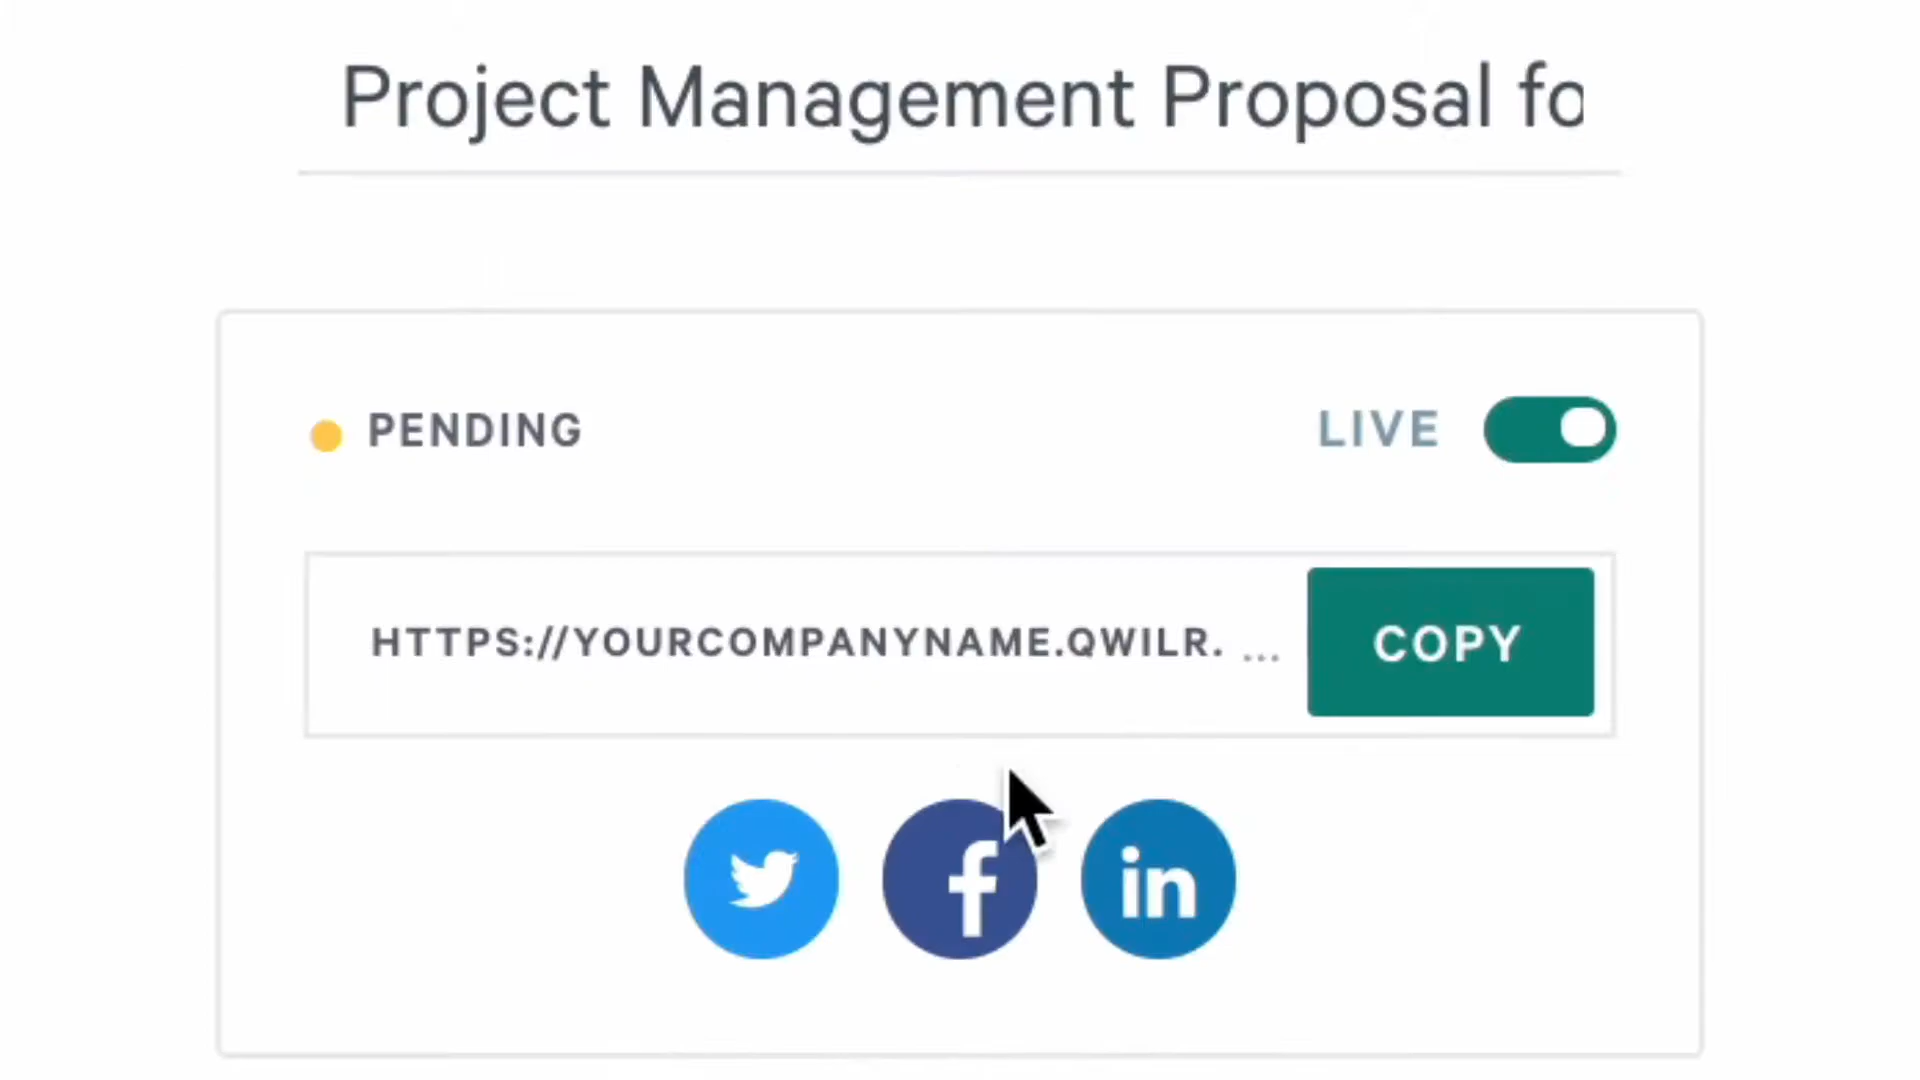 Project Management Proposal fo
PENDING
LIVE
HTTPS://YOURCOMPANYNAME.QWILR. ...
COPY
in